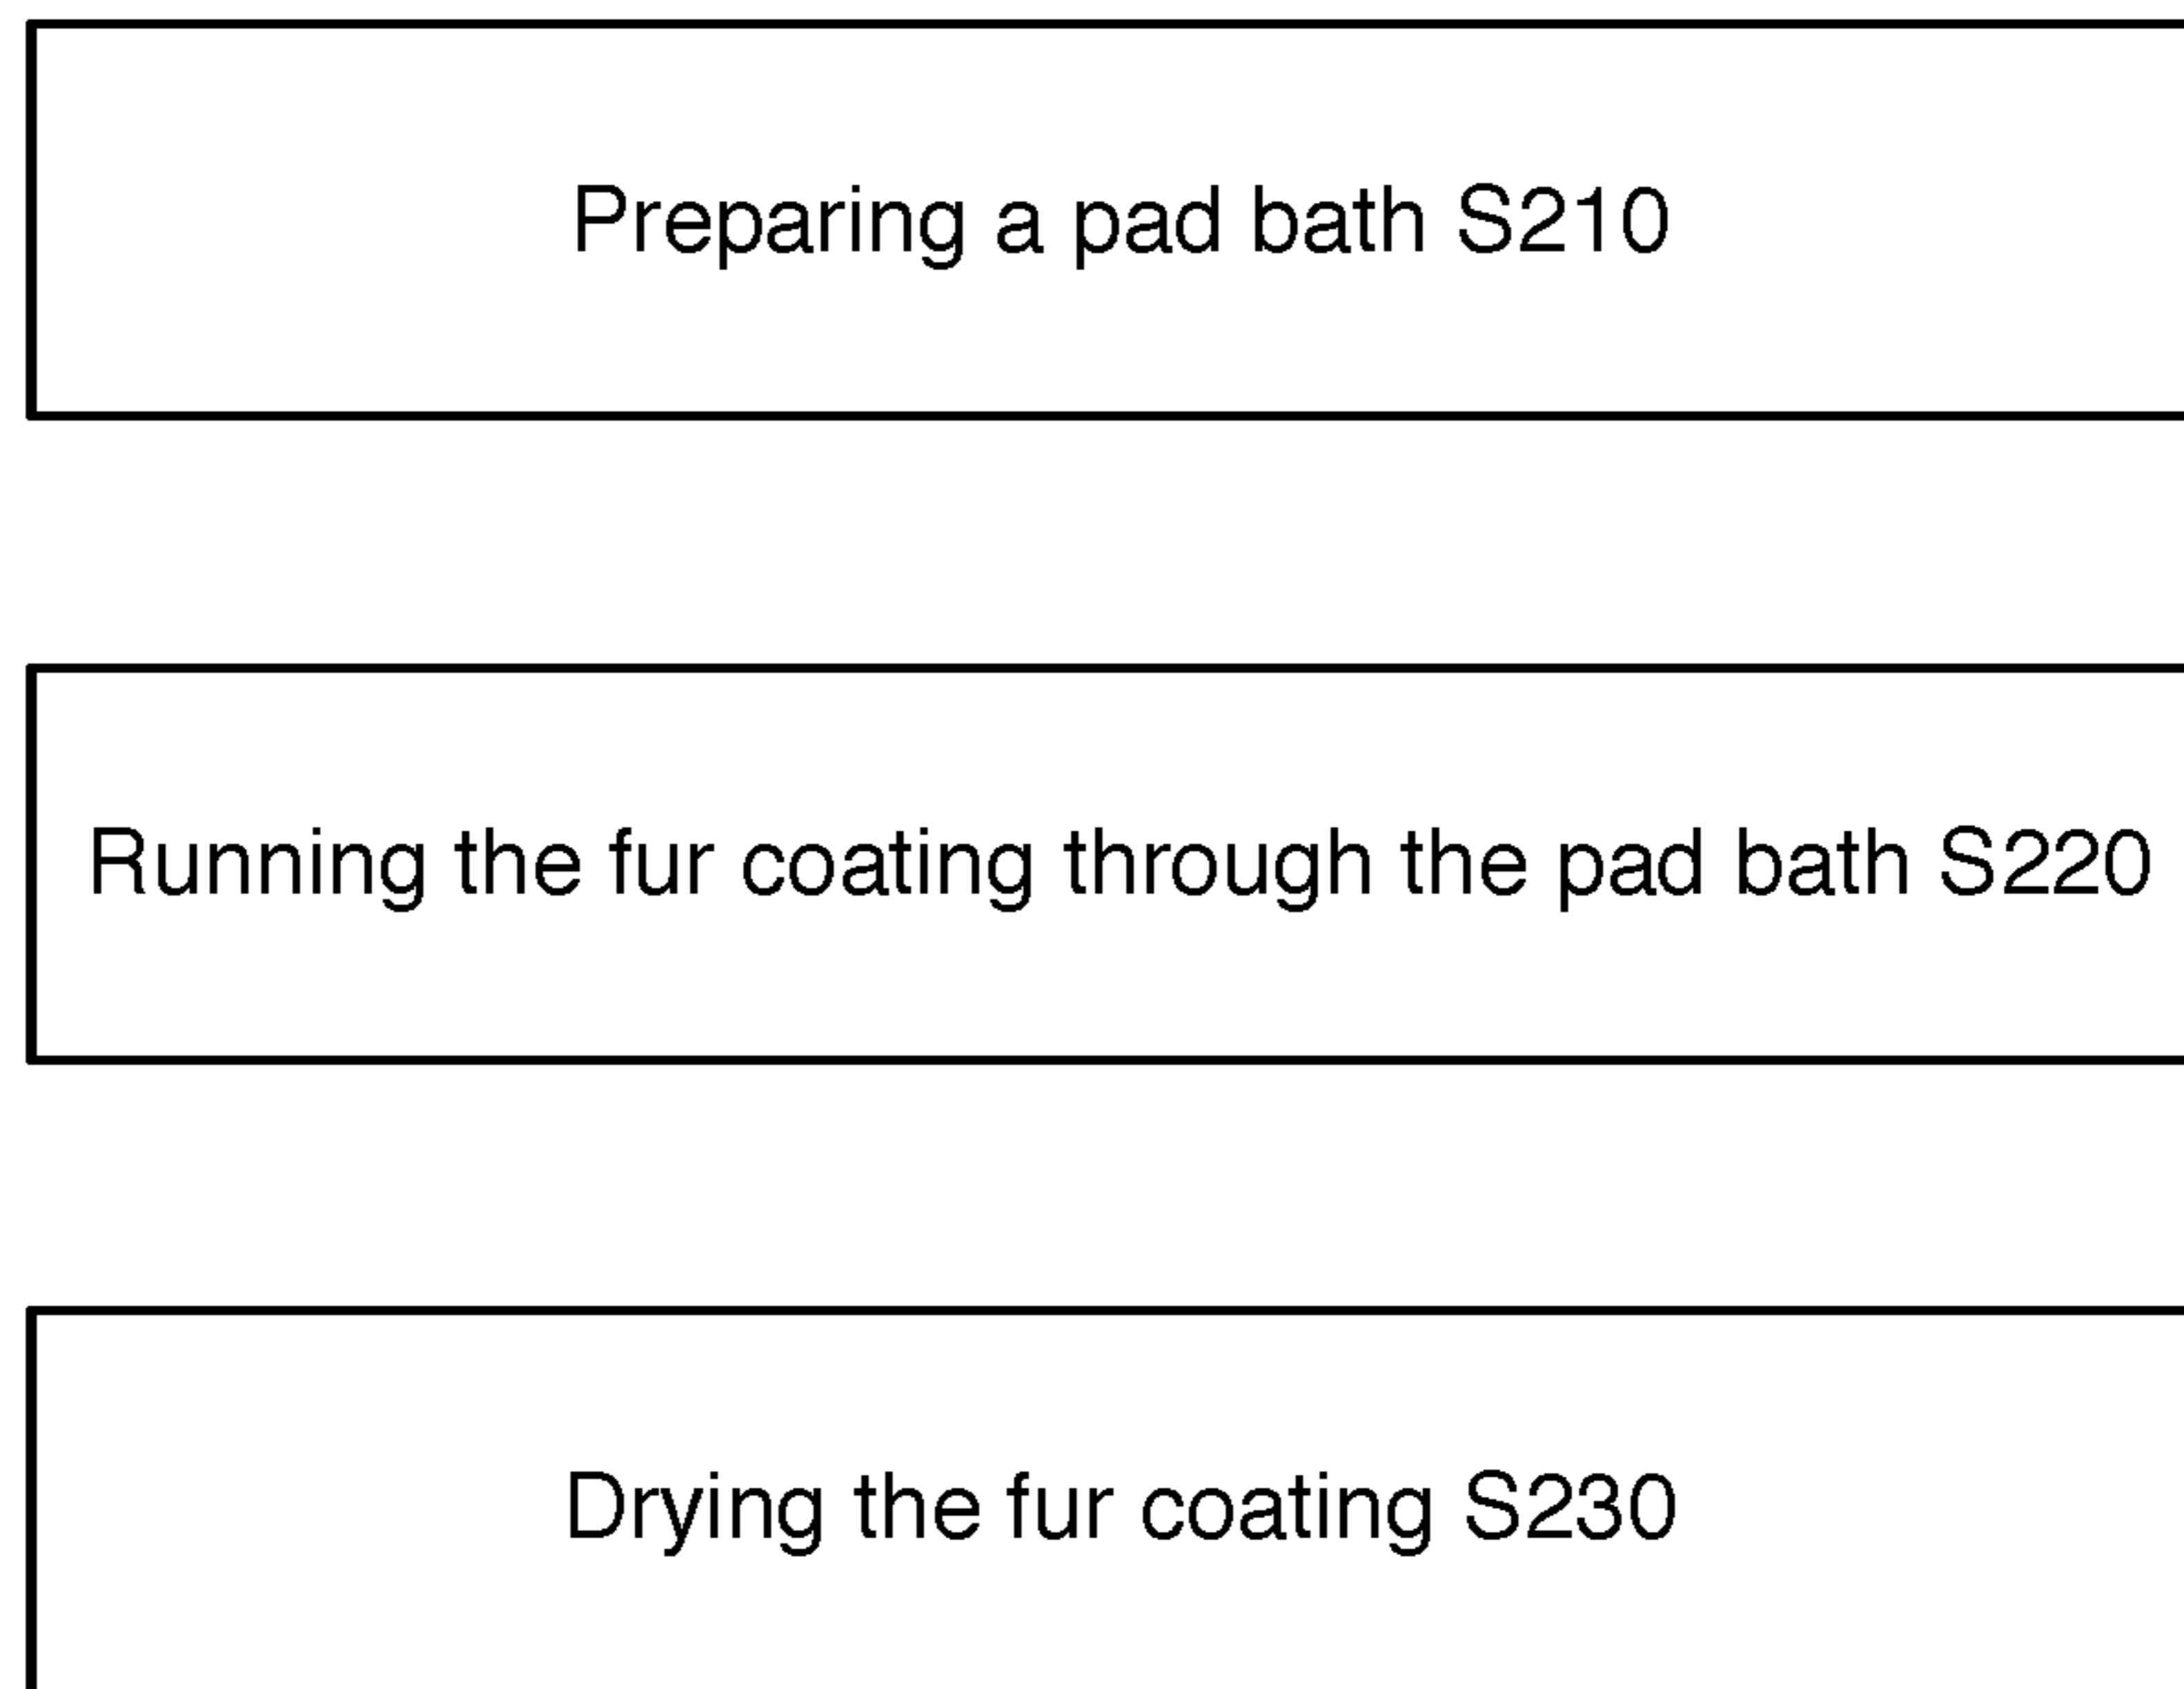 Preparing a pad bath S210
Running the fur coating through the pad bath S220
Drying the fur coating S230